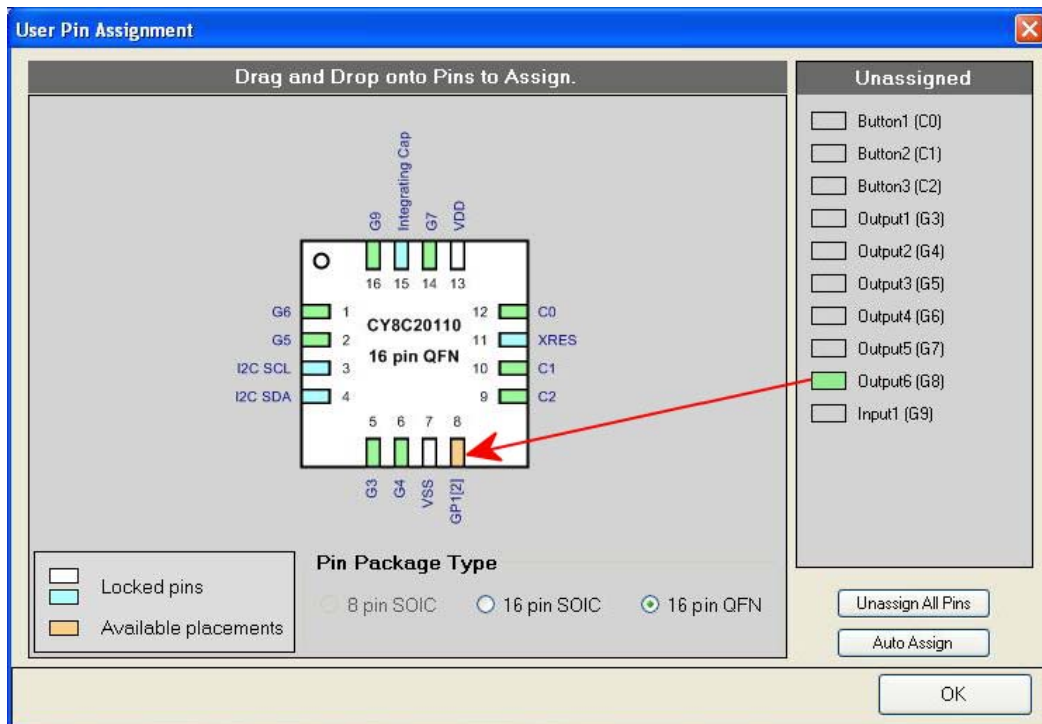 User Pin Assignment
Drag and Drop onto Pins to Assign.
Unassigned
Button1 (C0)
Button2 (C1)
Button3 (C2)
Output1 (G3)
Output2 (G4)
Output3 (G5)
Output4 (G6)
Output5 (G7)
Output6 (G8)
Input1 (G9)
G9
Integrating Cap
G7
VDD
16 15 14 13
G6 1 12 C0
CY8C20110
G5 2 11 XRES
16 pin QFN
I2C SCL 3 10 C1
I2C SDA 4 9 C2
5 6 7 8
G3
G4
VSS
GP1[2]
Locked pins
Available placements
Pin Package Type
8 pin SOIC 16 pin SOIC 16 pin QFN
Unassign All Pins
Auto Assign
OK